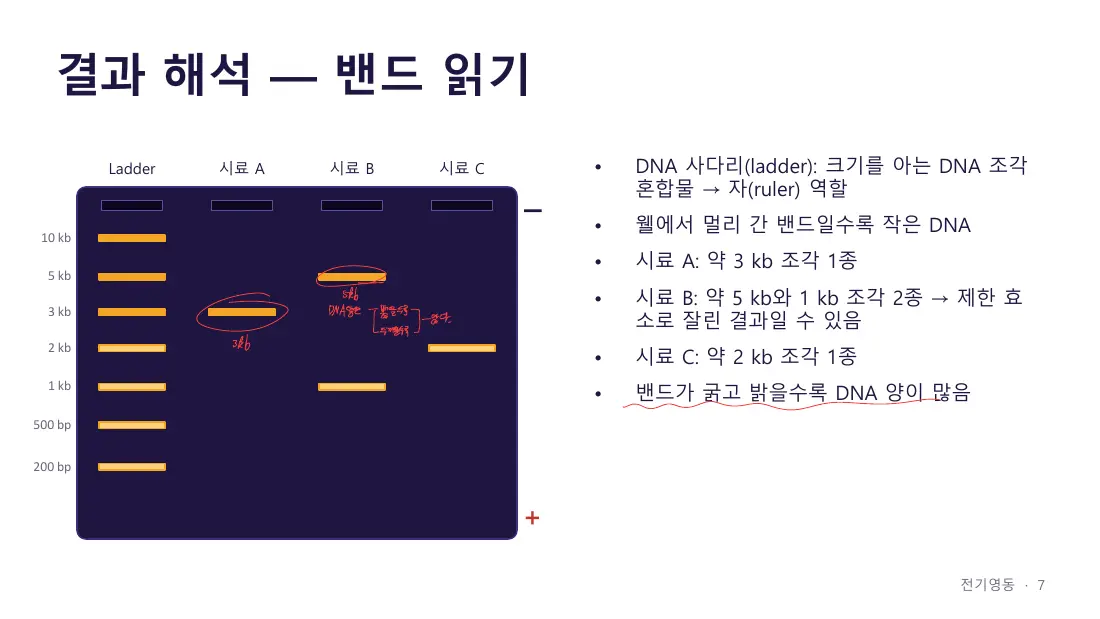 결과 해석 — 밴드 읽기
Ladder
시료 A
시료 B
시료 C
−
10 kb
5 kb
3 kb
2 kb
1 kb
500 bp
200 bp
5kb
3kb
DNA양은
밝을수록
많다.
+
• DNA 사다리(ladder): 크기를 아는 DNA 조각
혼합물 → 자(ruler) 역할
• 웰에서 멀리 간 밴드일수록 작은 DNA
• 시료 A: 약 3 kb 조각 1종
• 시료 B: 약 5 kb와 1 kb 조각 2종 → 제한 효
소로 잘린 결과일 수 있음
• 시료 C: 약 2 kb 조각 1종
• 밴드가 굵고 밝을수록 DNA 양이 많음
전기영동 · 7